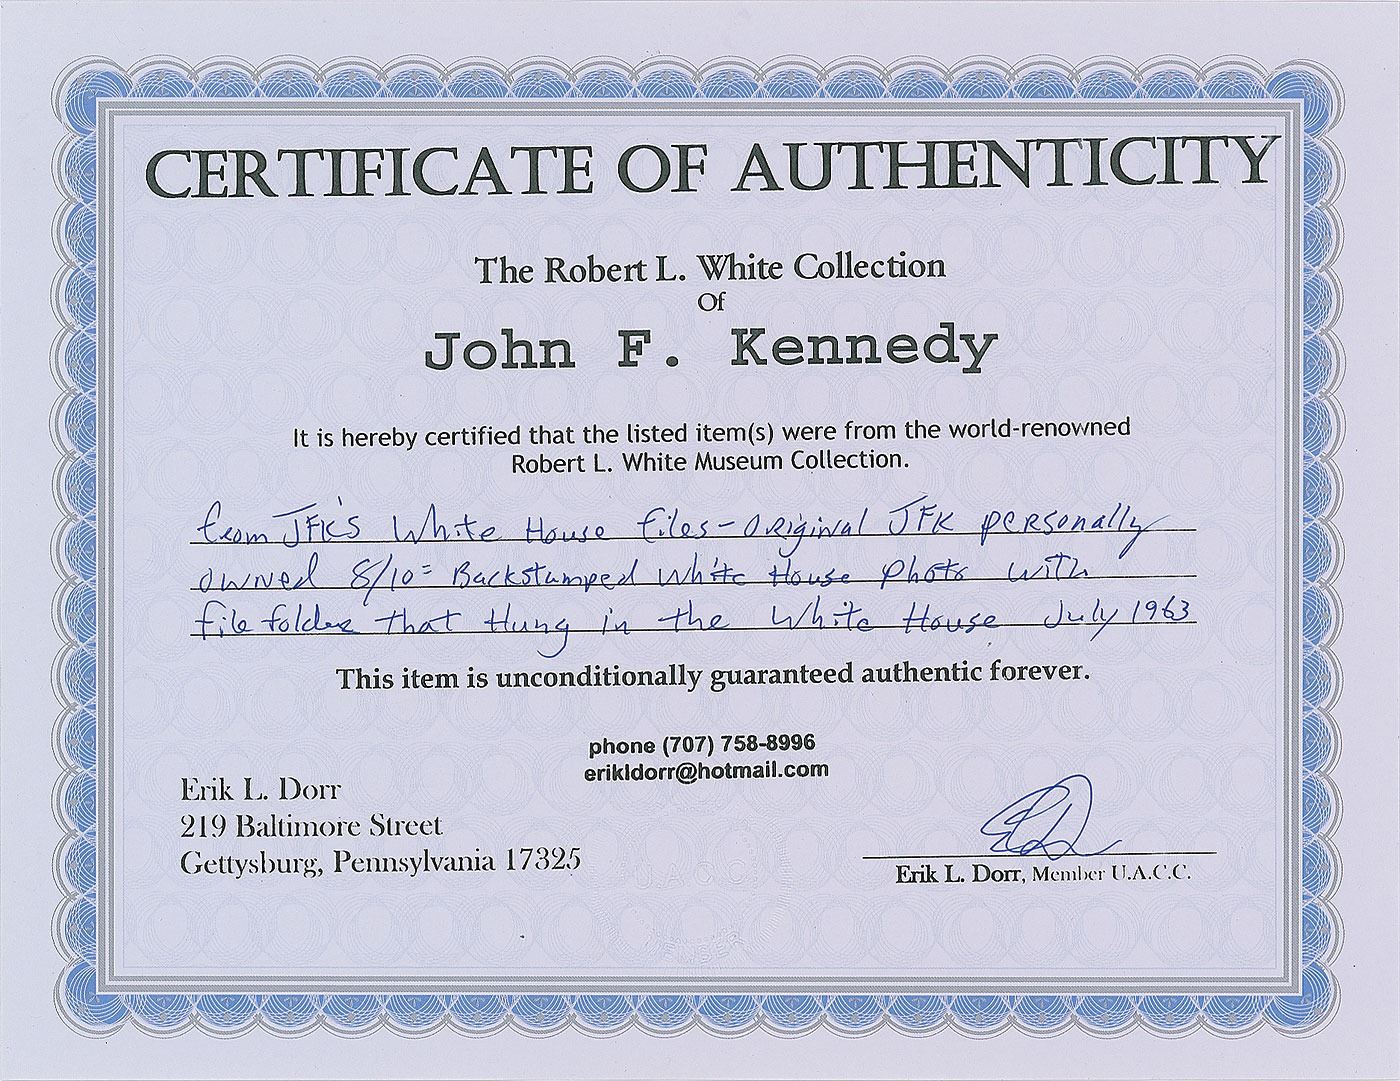 CERTIFICATE OF AUTHENTICITY
The Robert L. White Collection
Of
John F. Kennedy
It is hereby certified that the listed item(s) were from the world-renowned
Robert L. White Museum Collection.
from JFK's White House files - Original JFK personally
owned 8/10= Backstamped White House Photo with
file folder that Hung in the White House July 1963
This item is unconditionally guaranteed authentic forever.
phone (707) 758-8996
erikldorr@hotmail.com
Erik L. Dorr
219 Baltimore Street
Gettysburg, Pennsylvania 17325
Erik L. Dorr, Member U.A.C.C.